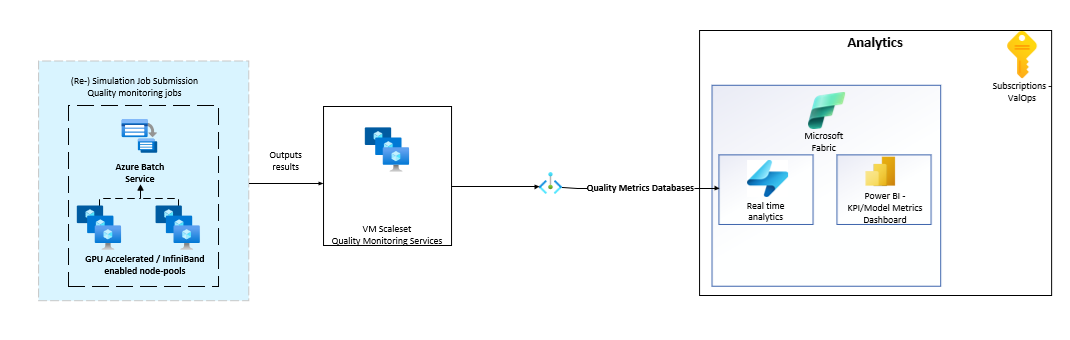 Analytics
Subscriptions -
ValOps
(Re-) Simulation Job Submission
Quality monitoring jobs
Azure Batch
Service
GPU Accelerated / InfiniBand
enabled node-pools
Outputs
results
VM Scaleset
Quality Monitoring Services
Quality Metrics Databases
Microsoft
Fabric
Real time
analytics
Power BI -
KPI/Model Metrics
Dashboard